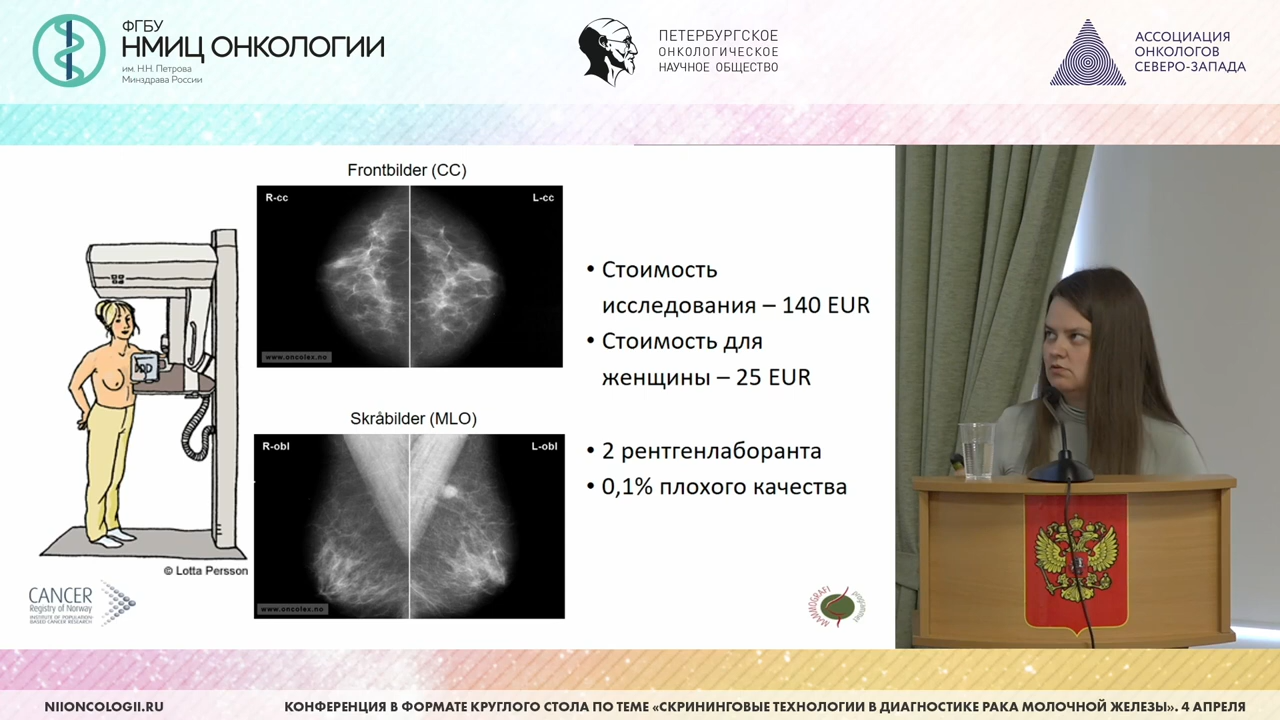 ФГБУ
НМИЦ ОНКОЛОГИИ
им. Н.Н. Петрова
Минздрава России
ПЕТЕРБУРГСКОЕ
ОНКОЛОГИЧЕСКОЕ
НАУЧНОЕ ОБЩЕСТВО
АССОЦИАЦИЯ
ОНКОЛОГОВ
СЕВЕРО-ЗАПАДА
Frontbilder (CC)
R-cc
L-cc
www.oncolex.no
Skråbilder (MLO)
R-obl
L-obl
www.oncolex.no
• Стоимость
исследования – 140 EUR
• Стоимость для
женщины – 25 EUR
• 2 рентгенлаборанта
• 0,1% плохого качества
© Lotta Persson
CANCER
Registry of Norway
INSTITUTE OF POPULATION-
BASED CANCER RESEARCH
MAMMOGRAFI
programmet
NIIONCOLOGII.RU
КОНФЕРЕНЦИЯ В ФОРМАТЕ КРУГЛОГО СТОЛА ПО ТЕМЕ «СКРИНИНГОВЫЕ ТЕХНОЛОГИИ В ДИАГНОСТИКЕ РАКА МОЛОЧНОЙ ЖЕЛЕЗЫ». 4 АПРЕЛЯ